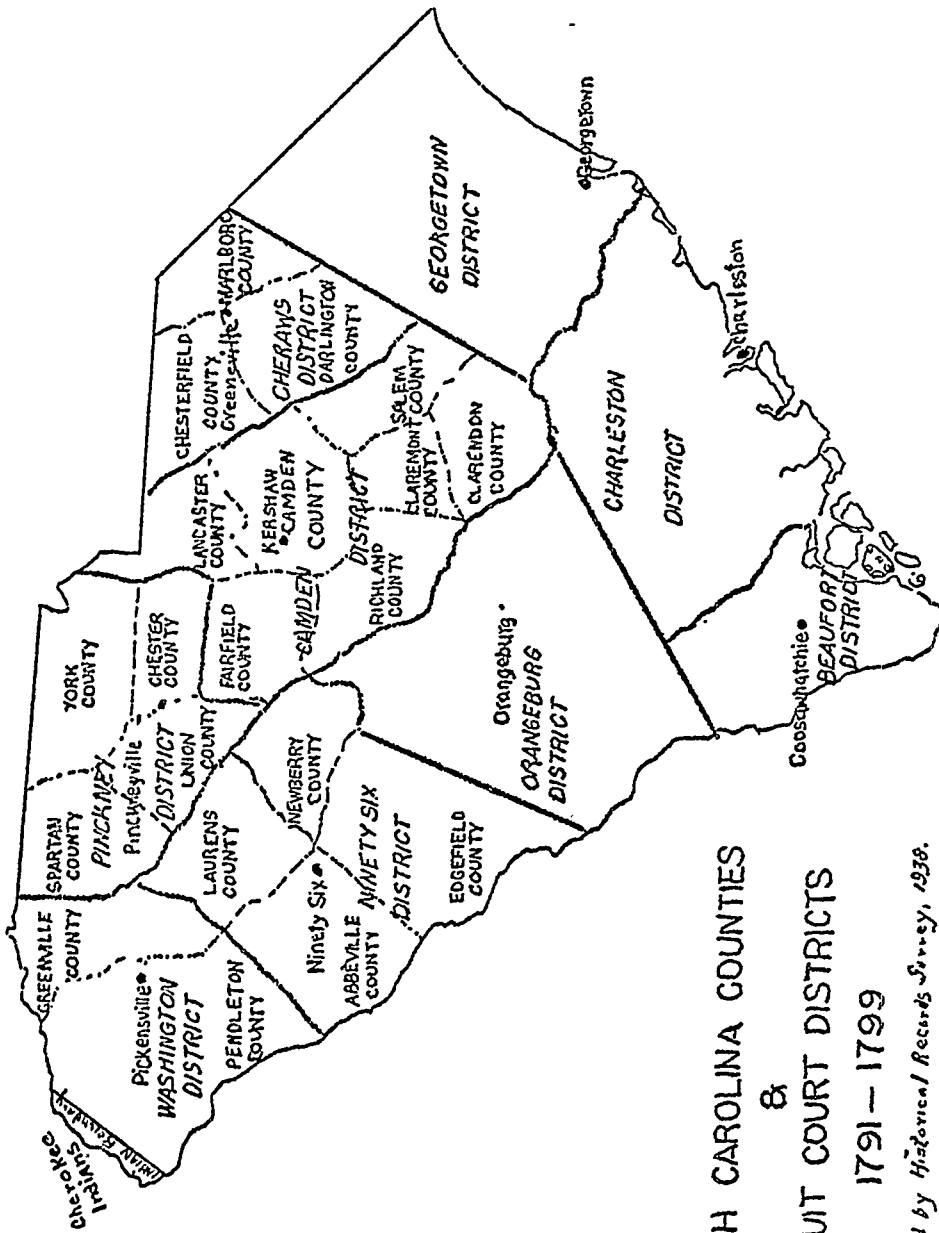 Cherokee
Indians
INDIAN Boundary
GREENVILLE
COUNTY
SPARTAN
COUNTY
YORK
COUNTY
PINCKNEY
Pinckneyville
DISTRICT
UNION
COUNTY
CHESTER
COUNTY
Pickensville
WASHINGTON
DISTRICT
PENDLETON
COUNTY
LAURENS
COUNTY
FAIRFIELD
COUNTY
LANCASTER
COUNTY
CHESTERFIELD
COUNTY
Greenville
MARLBORO
COUNTY
CHERAWS
DISTRICT
DARLINGTON
COUNTY
KERSHAW
CAMDEN
COUNTY
CAMDEN
DISTRICT
RICHLAND
COUNTY
CLAREMONT
COUNTY
SALEM
COUNTY
CLARENDON
COUNTY
NEWBERRY
COUNTY
Ninety Six
ABBEVILLE
COUNTY
NINETY SIX
DISTRICT
EDGEFIELD
COUNTY
Orangeburg
ORANGEBURG
DISTRICT
GEORGETOWN
DISTRICT
Georgetown
CHARLESTON
DISTRICT
Charleston
Coosawhatchie
BEAUFORT
DISTRICT
H CAROLINA COUNTIES
&
UIT COURT DISTRICTS
1791-1799
d by Historical Records Survey, 1938.